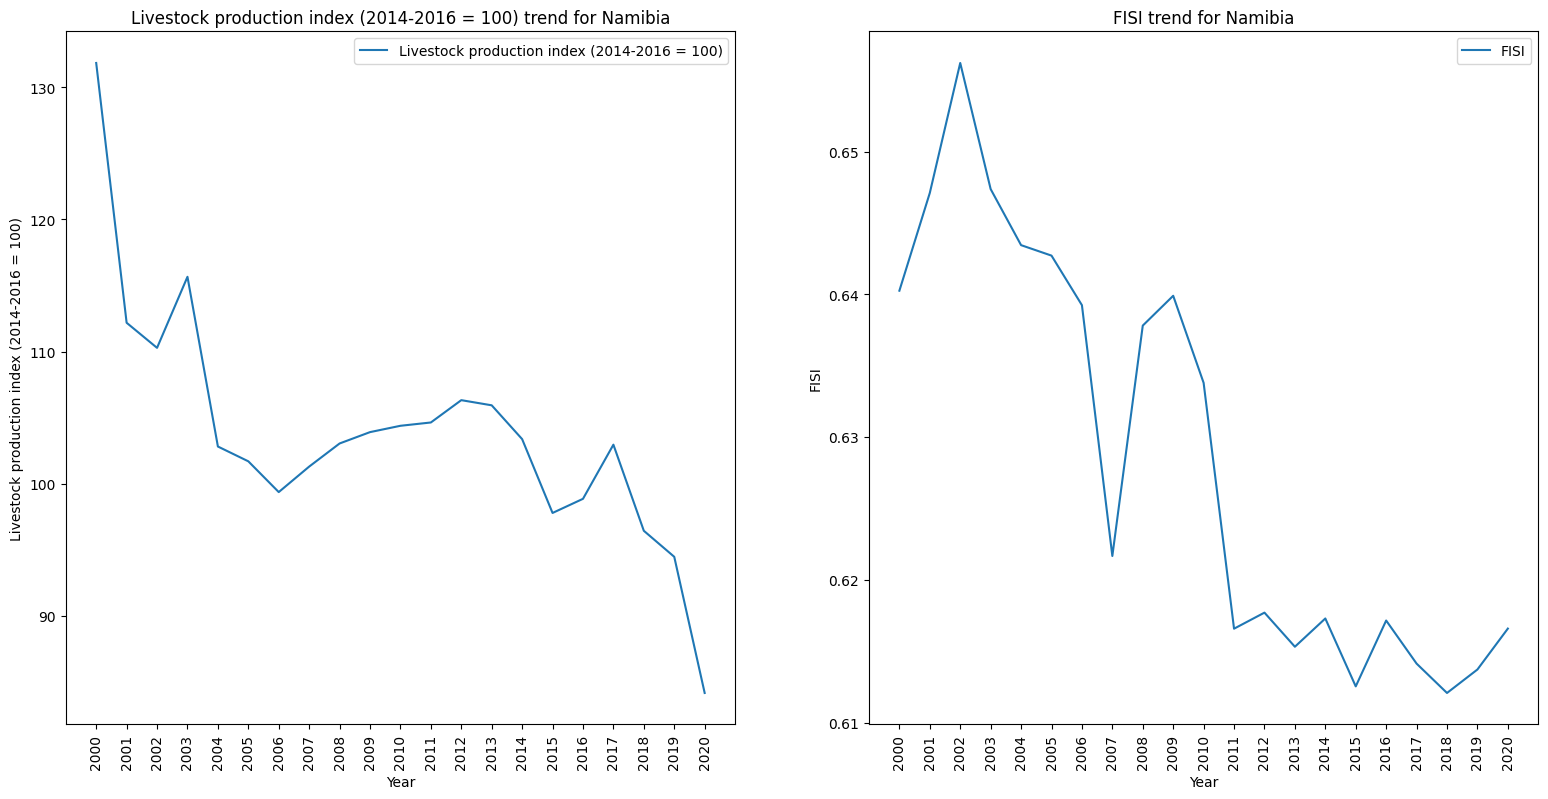 Livestock production index (2014-2016 = 100) trend for Namibia
Livestock production index (2014-2016 = 100)
Livestock production index (2014-2016 = 100)
130
120
110
100
90
2000 2001 2002 2003 2004 2005 2006 2007 2008 2009 2010 2011 2012 2013 2014 2015 2016 2017 2018 2019 2020
Year
FISI trend for Namibia
FISI
FISI
0.65
0.64
0.63
0.62
0.61
2000 2001 2002 2003 2004 2005 2006 2007 2008 2009 2010 2011 2012 2013 2014 2015 2016 2017 2018 2019 2020
Year